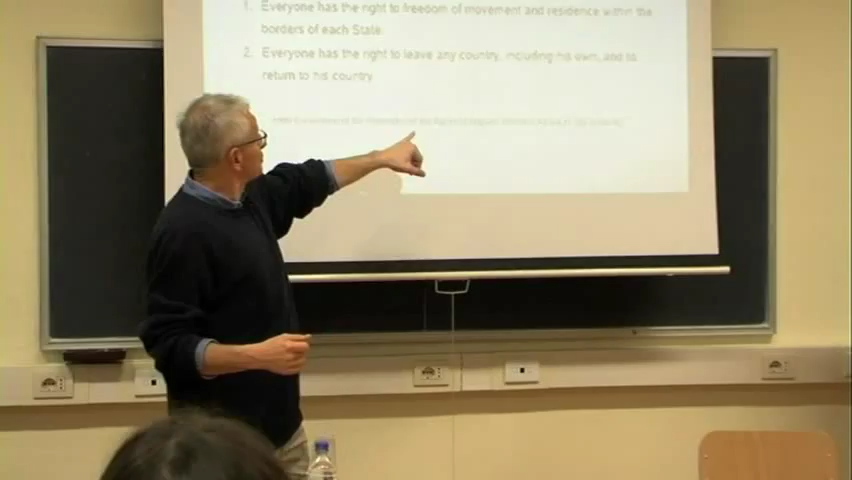 1. Everyone has the right to freedom of movement and residence within the
borders of each State.
2. Everyone has the right to leave any country, including his own, and to
return to his country.